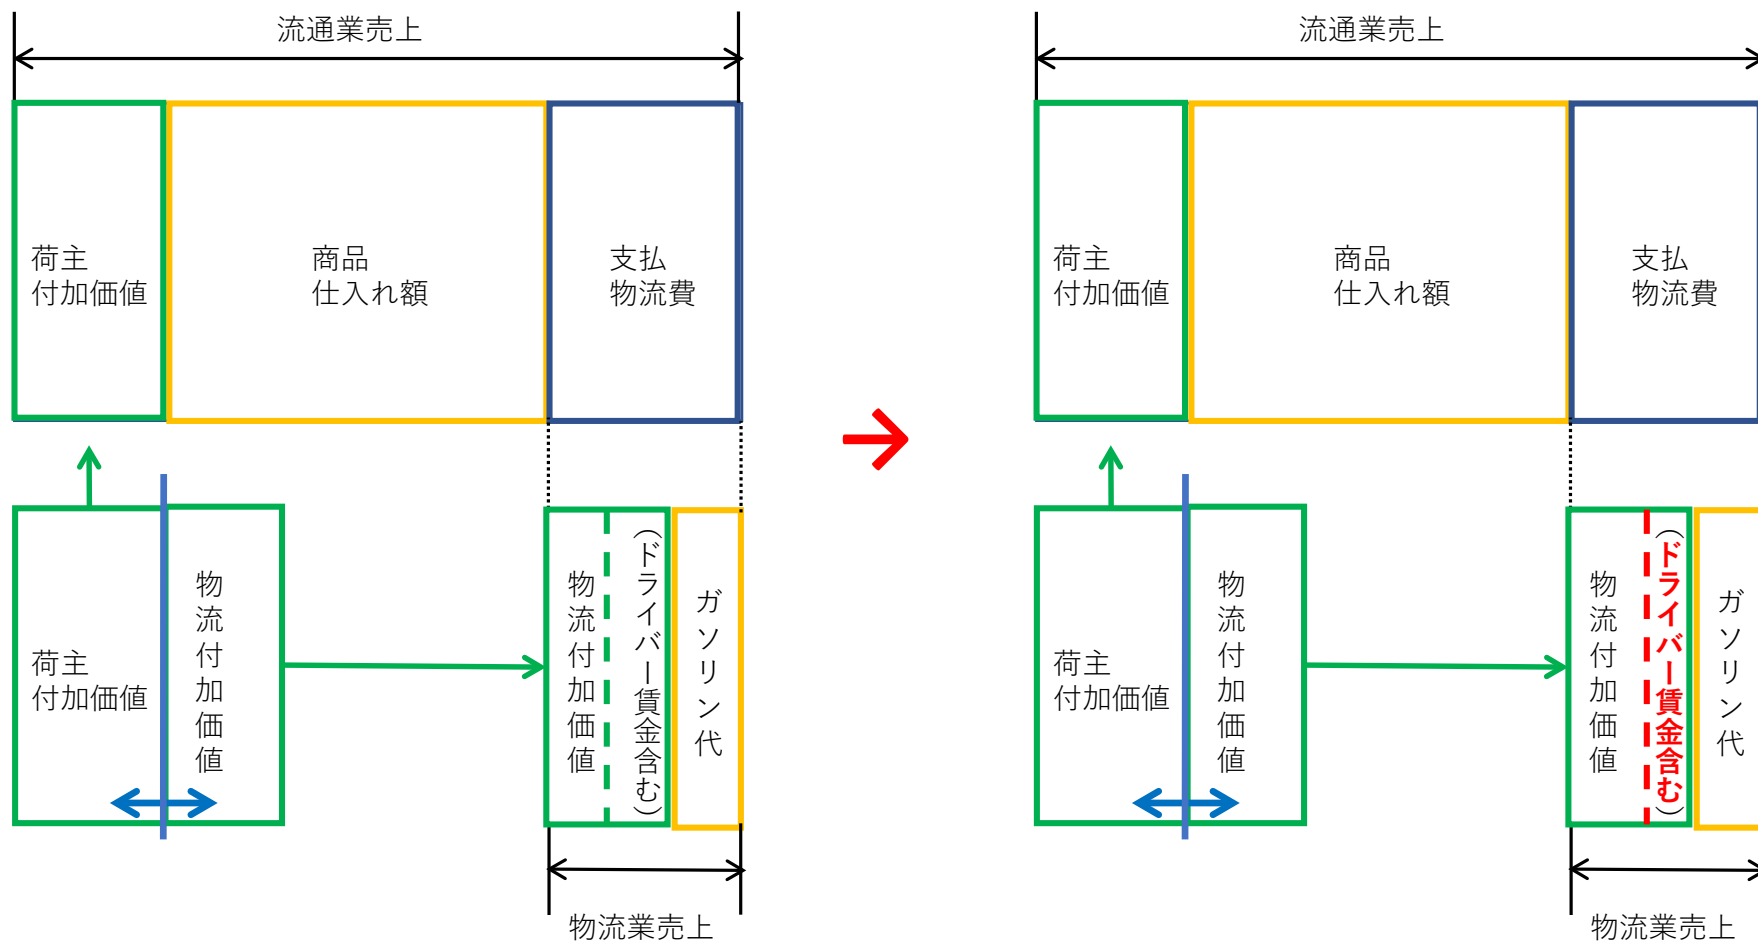 流通業売上
荷主
付加価値
商品
仕入れ額
支払
物流費
荷主
付加価値
物流付加価値
物流付加価値
（ドライバー賃金含む）
ガソリン代
物流業売上
流通業売上
荷主
付加価値
商品
仕入れ額
支払
物流費
荷主
付加価値
物流付加価値
物流付加価値
（ドライバー賃金含む）
ガソリン代
物流業売上